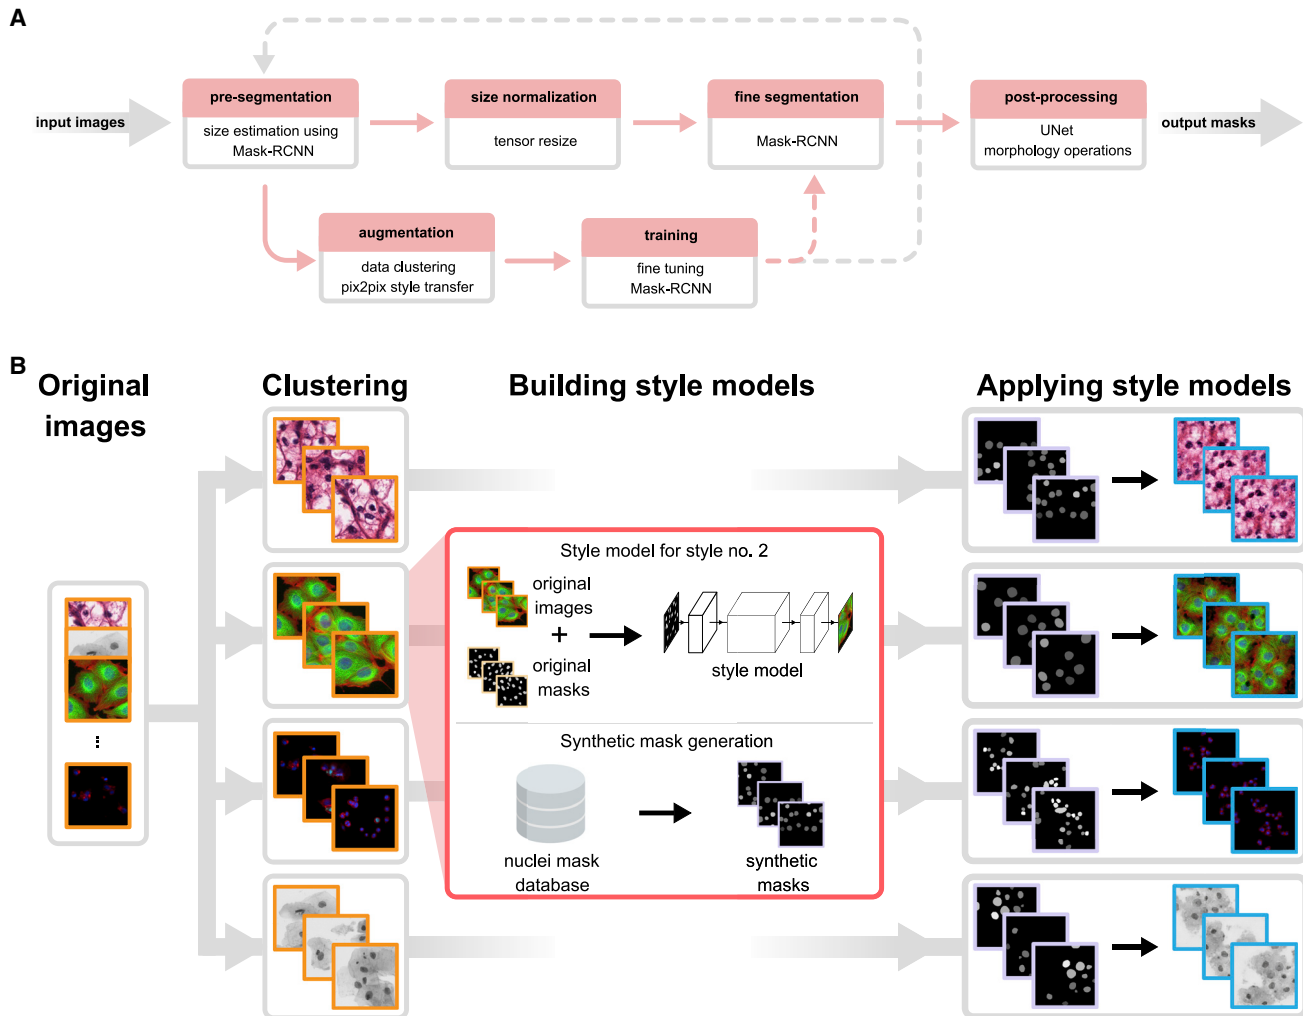 A
input images
pre-segmentation
size estimation using
Mask-RCNN
size normalization
tensor resize
fine segmentation
Mask-RCNN
post-processing
UNet
morphology operations
output masks
augmentation
data clustering
pix2pix style transfer
training
fine tuning
Mask-RCNN
B
Original
images
Clustering
Building style models
Applying style models
Style model for style no. 2
original
images
+
original
masks
style model
Synthetic mask generation
nuclei mask
database
synthetic
masks
...